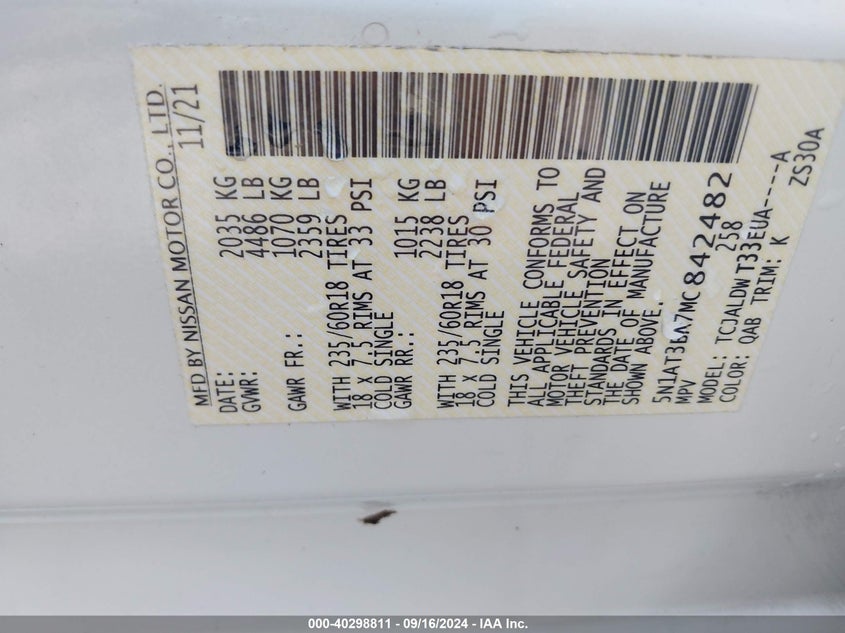 MFD BY NISSAN MOTOR CO., LTD.
DATE: 11/21
GVWR: 2035 KG
4486 LB
GAWR FR.: 1070 KG
2359 LB
WITH 235/60R18 TIRES
18 X 7.5 RIMS AT 33 PSI
COLD SINGLE
GAWR RR.: 1015 KG
2238 LB
WITH 235/60R18 TIRES
18 X 7.5 RIMS AT 30 PSI
COLD SINGLE
THIS VEHICLE CONFORMS TO
ALL APPLICABLE FEDERAL
MOTOR VEHICLE SAFETY AND
THEFT PREVENTION
STANDARDS IN EFFECT ON
THE DATE OF MANUFACTURE
SHOWN ABOVE.
MPV
258
MODEL: TCJALDW T33EUA----A
COLOR: QAB TRIM: K ZS30A
000-40298811 - 09/16/2024 - IAA Inc.